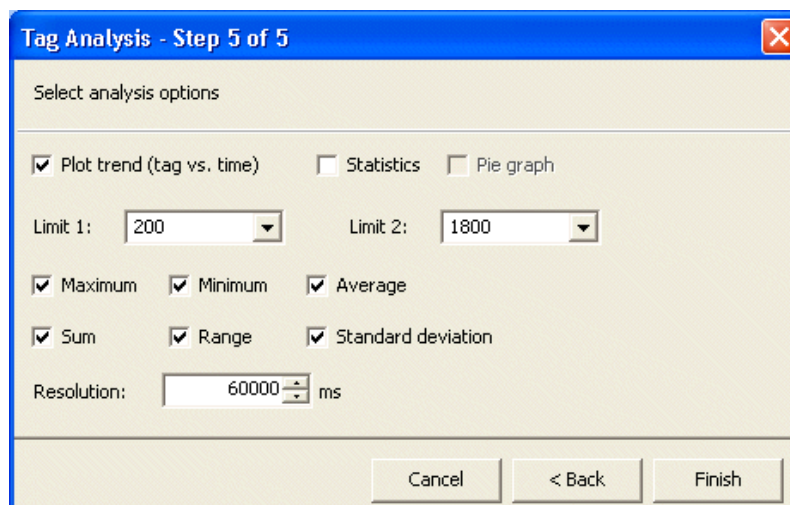 Tag Analysis - Step 5 of 5
Select analysis options
Plot trend (tag vs. time) Statistics Pie graph
Limit 1: 200 Limit 2: 1800
Maximum Minimum Average
Sum Range Standard deviation
Resolution: 60000 ms
Cancel < Back Finish